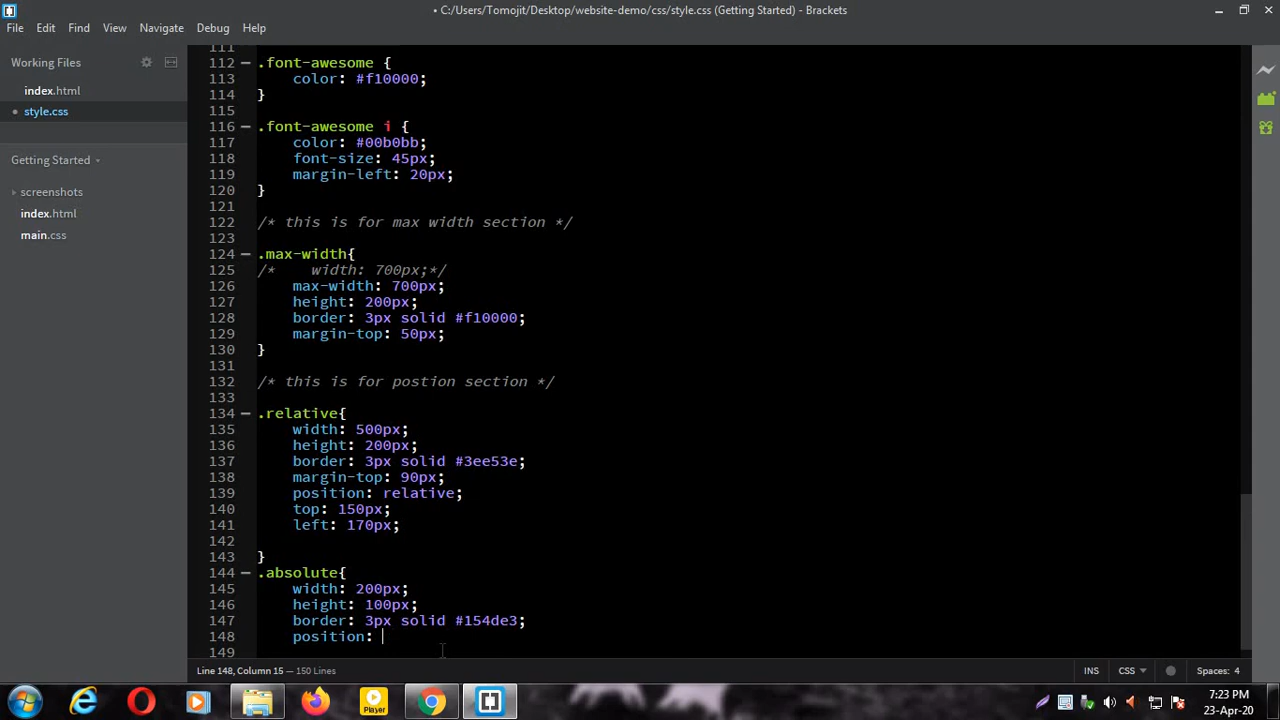 • C:/Users/Tomojit/Desktop/website-demo/css/style.css (Getting Started) - Brackets
File Edit Find View Navigate Debug Help
Working Files
index.html
• style.css
Getting Started
screenshots
index.html
main.css
111
112 .font-awesome {
113 color: #f10000;
114 }
115
116 .font-awesome i {
117 color: #00b0bb;
118 font-size: 45px;
119 margin-left: 20px;
120 }
121
122 /* this is for max width section */
123
124 .max-width{
125 /* width: 700px;*/
126 max-width: 700px;
127 height: 200px;
128 border: 3px solid #f10000;
129 margin-top: 50px;
130 }
131
132 /* this is for postion section */
133
134 .relative{
135 width: 500px;
136 height: 200px;
137 border: 3px solid #3ee53e;
138 margin-top: 90px;
139 position: relative;
140 top: 150px;
141 left: 170px;
142
143 }
144 .absolute{
145 width: 200px;
146 height: 100px;
147 border: 3px solid #154de3;
148 position:
149
Line 148, Column 15 — 150 Lines
INS CSS Spaces: 4
Player
7:23 PM
23-Apr-20